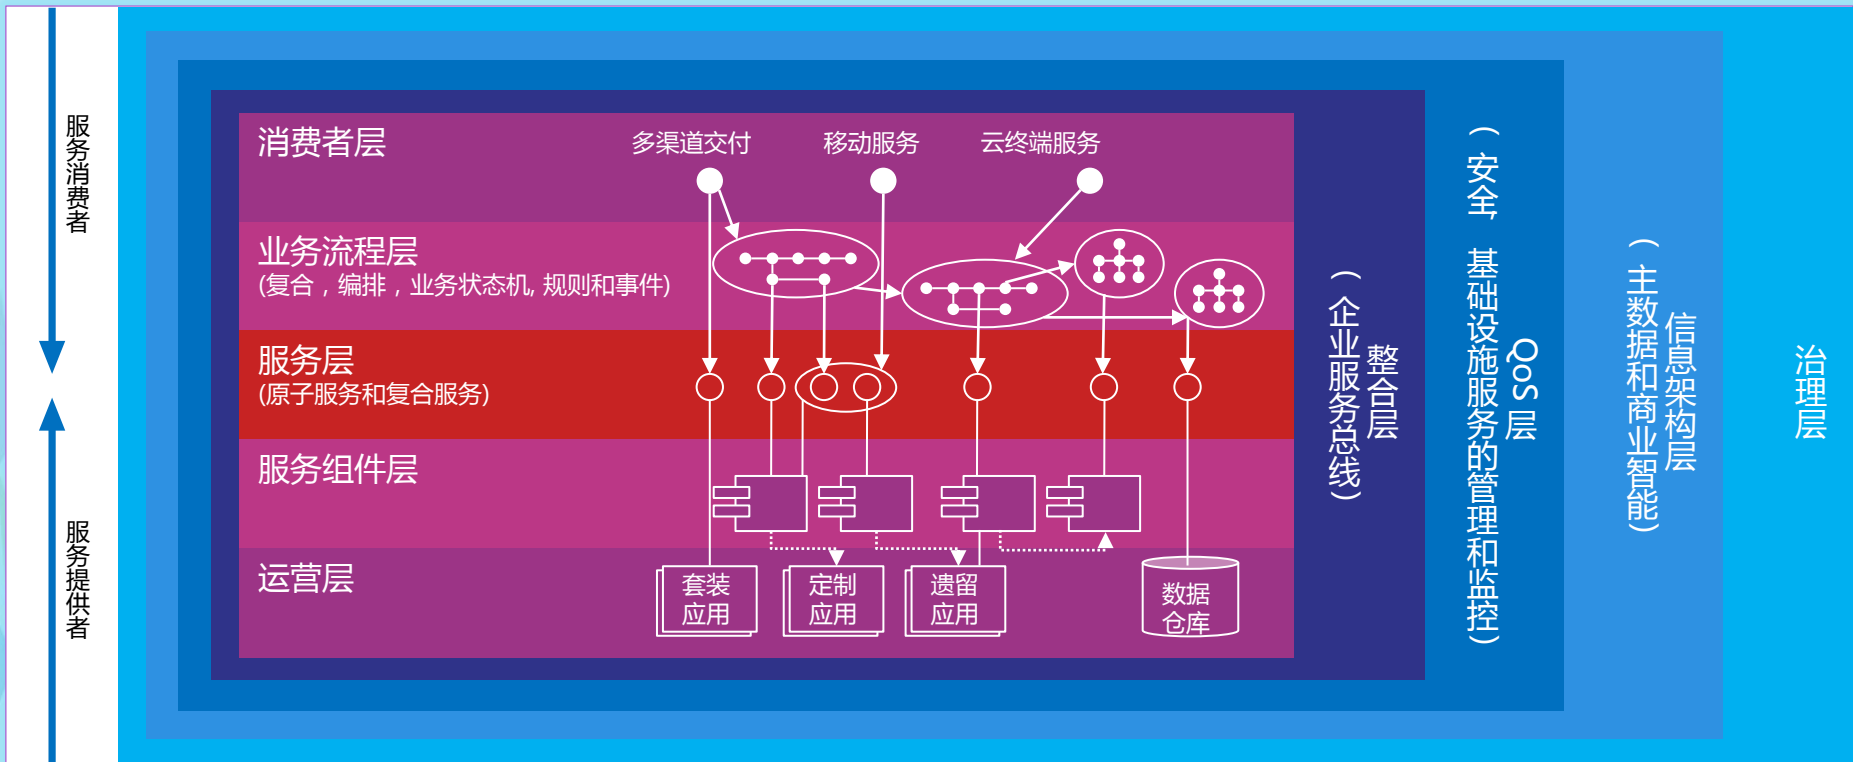 服务消费者
服务提供者
消费者层
多渠道交付
移动服务
云终端服务
业务流程层
(复合，编排，业务状态机, 规则和事件)
服务层
(原子服务和复合服务)
服务组件层
运营层
套装
应用
定制
应用
遗留
应用
数据
仓库
整合层
(企业服务总线)
QoS 层
(安全, 基础设施服务的管理和监控)
信息架构层
(主数据和商业智能)
治理层